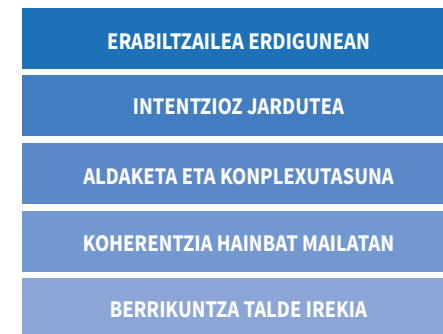 ERABILTZAILEA ERDIGUNEAN
INTENTZIOZ JARDUTEA
ALDAKETA ETA KONPLEXUTASUNA
KOHERENTZIA HAINBAT MAILATAN
BERRIKUNTZA TALDE IREKIA